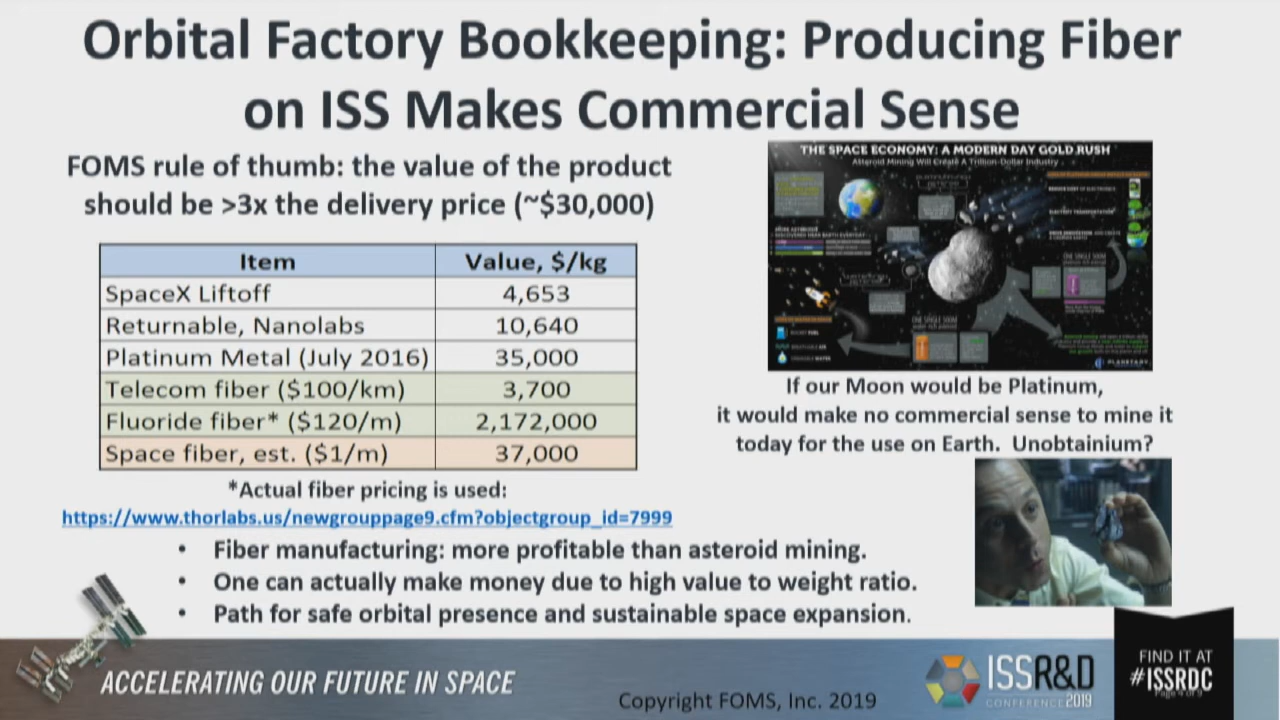 Orbital Factory Bookkeeping: Producing Fiber
on ISS Makes Commercial Sense
FOMS rule of thumb: the value of the product
should be >3x the delivery price (~$30,000)
Item Value, $/kg
SpaceX Liftoff 4,653
Returnable, Nanolabs 10,640
Platinum Metal (July 2016) 35,000
Telecom fiber ($100/km) 3,700
Fluoride fiber* ($120/m) 2,172,000
Space fiber, est. ($1/m) 37,000
*Actual fiber pricing is used:
https://www.thorlabs.us/newgrouppage9.cfm?objectgroup_id=7999
THE SPACE ECONOMY: A MODERN DAY GOLD RUSH
Asteroid Mining Will Create A Trillion-Dollar Industry
If our Moon would be Platinum,
it would make no commercial sense to mine it
today for the use on Earth. Unobtainium?
• Fiber manufacturing: more profitable than asteroid mining.
• One can actually make money due to high value to weight ratio.
• Path for safe orbital presence and sustainable space expansion.
ACCELERATING OUR FUTURE IN SPACE
Copyright FOMS, Inc. 2019
ISSR&D
CONFERENCE 2019
FIND IT AT
#ISSRDC